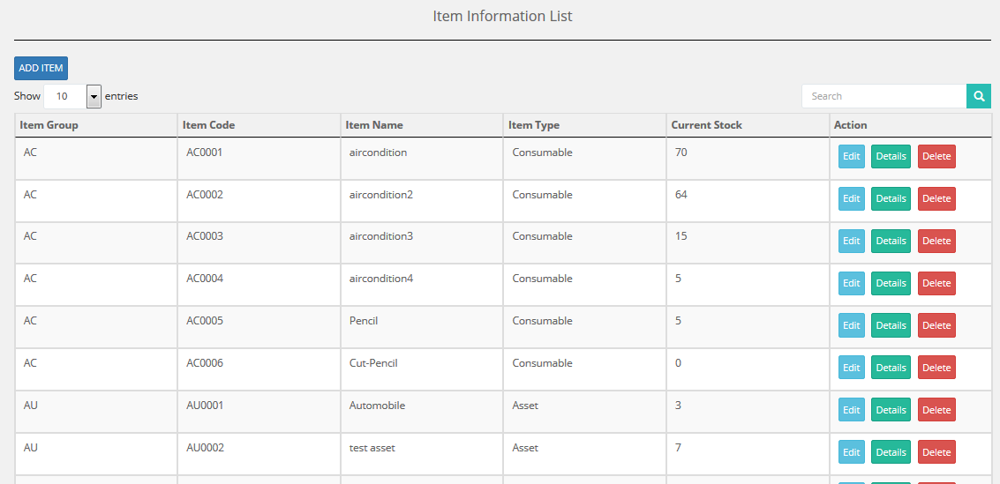 Item Information List
ADD ITEM
Show 10 entries
Search
Item Group Item Code Item Name Item Type Current Stock Action
AC AC0001 aircondition Consumable 70 Edit Details Delete
AC AC0002 aircondition2 Consumable 64 Edit Details Delete
AC AC0003 aircondition3 Consumable 15 Edit Details Delete
AC AC0004 aircondition4 Consumable 5 Edit Details Delete
AC AC0005 Pencil Consumable 5 Edit Details Delete
AC AC0006 Cut-Pencil Consumable 0 Edit Details Delete
AU AU0001 Automobile Asset 3 Edit Details Delete
AU AU0002 test asset Asset 7 Edit Details Delete